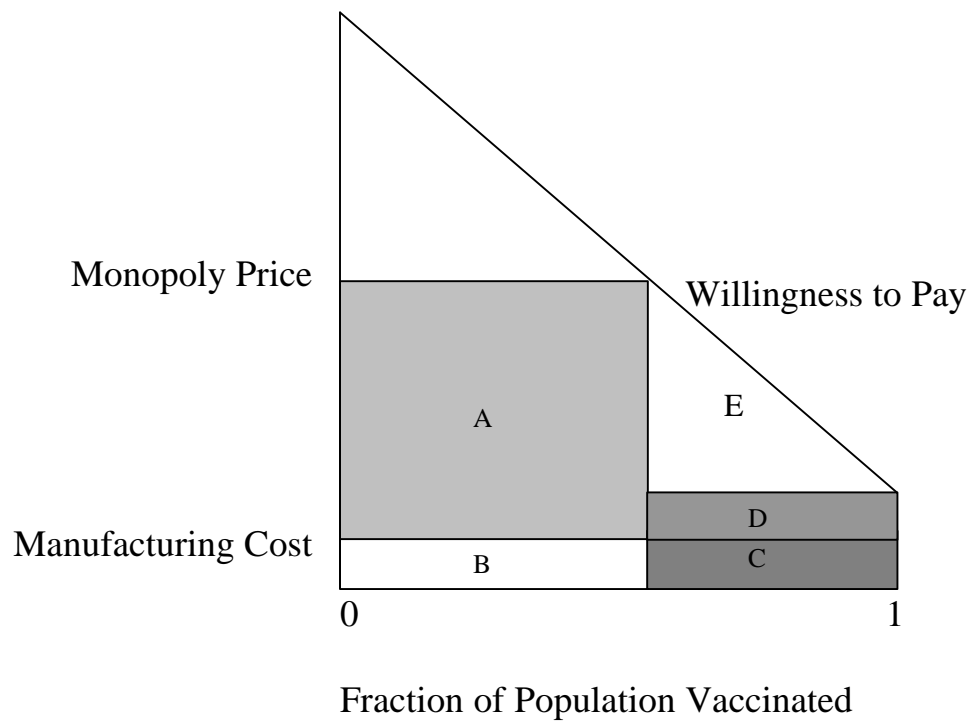 Monopoly Price
Willingness to Pay
E
A
D
Manufacturing Cost
B
C
0
1
Fraction of Population Vaccinated